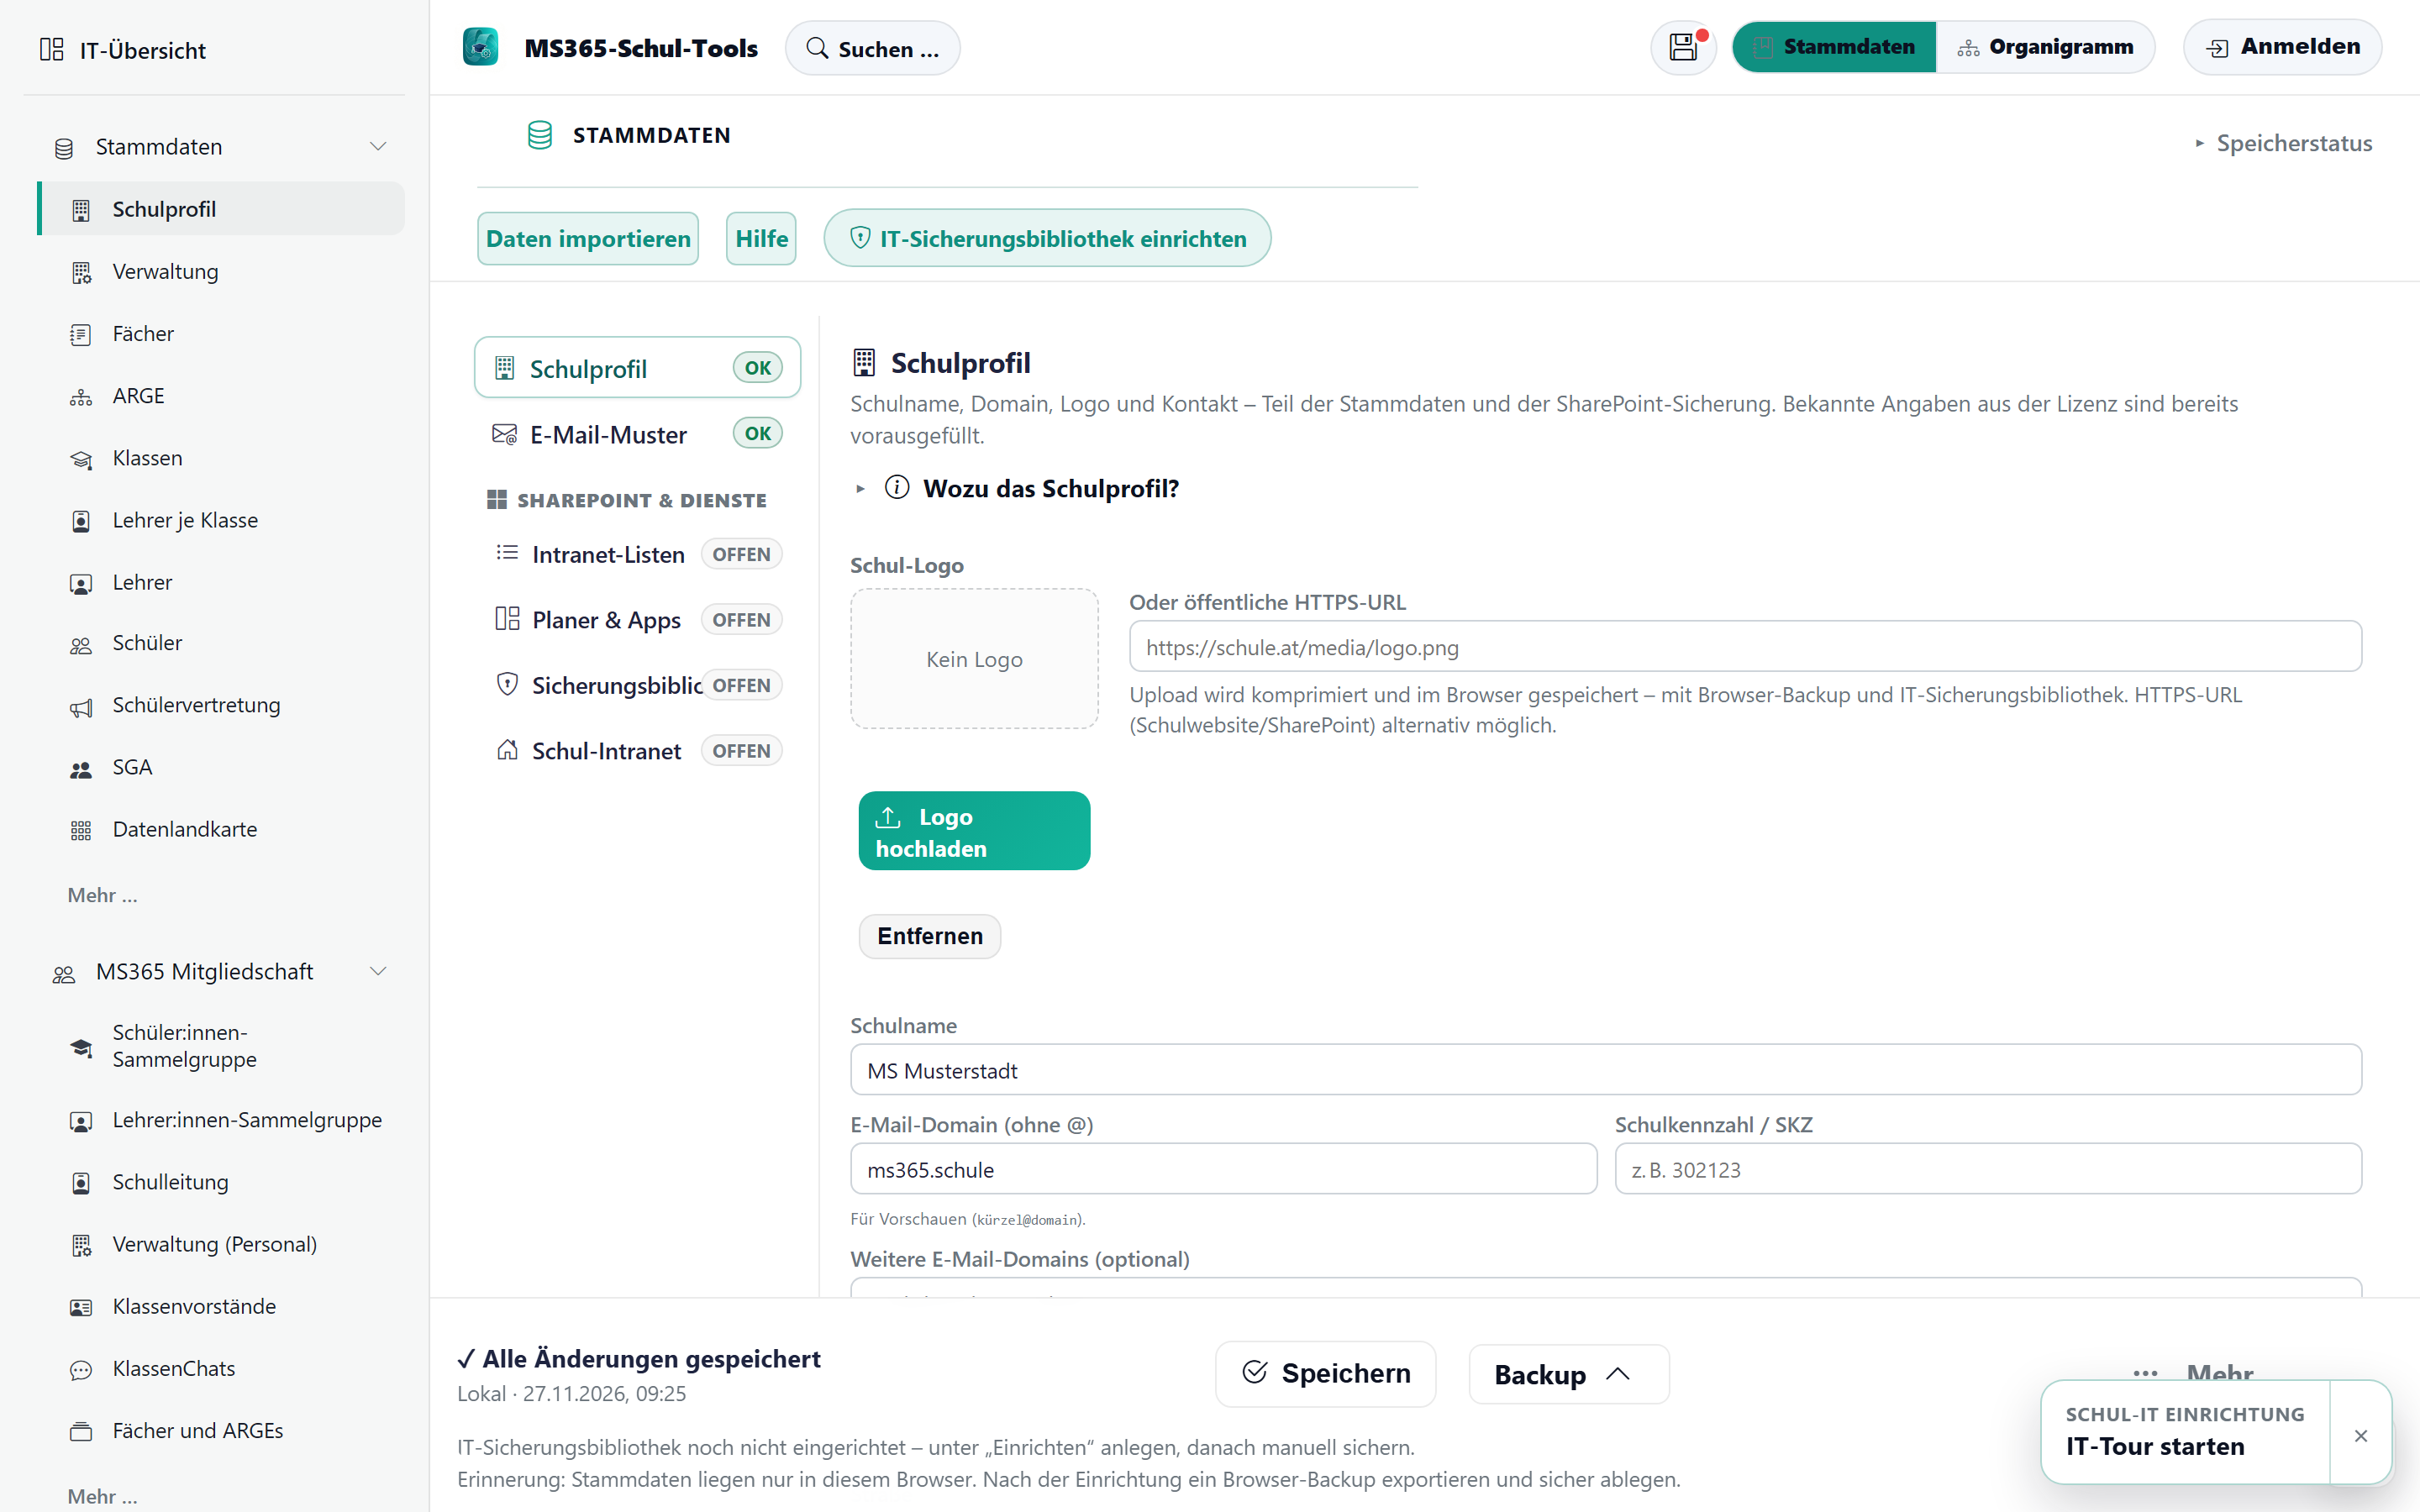 IT-Übersicht
Stammdaten
Schulprofil
Verwaltung
Fächer
ARGE
Klassen
Lehrer je Klasse
Lehrer
Schüler
Schülervertretung
SGA
Datenlandkarte
Mehr ...
MS365 Mitgliedschaft
Schüler:innen-
Sammelgruppe
Lehrer:innen-Sammelgruppe
Schulleitung
Verwaltung (Personal)
Klassenvorstände
KlassenChats
Fächer und ARGEs
Mehr ...
MS365-Schul-Tools
Suchen ...
Stammdaten
Organigramm
Anmelden
STAMMDATEN
Speicherstatus
Daten importieren
Hilfe
IT-Sicherungsbibliothek einrichten
Schulprofil OK
E-Mail-Muster OK
SHAREPOINT & DIENSTE
Intranet-Listen OFFEN
Planer & Apps OFFEN
Sicherungsbiblic OFFEN
Schul-Intranet OFFEN
Schulprofil
Schulname, Domain, Logo und Kontakt – Teil der Stammdaten und der SharePoint-Sicherung. Bekannte Angaben aus der Lizenz sind bereits
vorausgefüllt.
Wozu das Schulprofil?
Schul-Logo
Kein Logo
Oder öffentliche HTTPS-URL
https://schule.at/media/logo.png
Upload wird komprimiert und im Browser gespeichert – mit Browser-Backup und IT-Sicherungsbibliothek. HTTPS-URL
(Schulwebsite/SharePoint) alternativ möglich.
Logo
hochladen
Entfernen
Schulname
MS Musterstadt
E-Mail-Domain (ohne @)
Schulkennzahl / SKZ
ms365.schule
z. B. 302123
Für Vorschauen (kürzel@domain).
Weitere E-Mail-Domains (optional)
✓ Alle Änderungen gespeichert
Lokal · 27.11.2026, 09:25
Speichern
Backup
... Mehr
IT-Sicherungsbibliothek noch nicht eingerichtet – unter „Einrichten“ anlegen, danach manuell sichern.
Erinnerung: Stammdaten liegen nur in diesem Browser. Nach der Einrichtung ein Browser-Backup exportieren und sicher ablegen.
SCHUL-IT EINRICHTUNG
IT-Tour starten
×